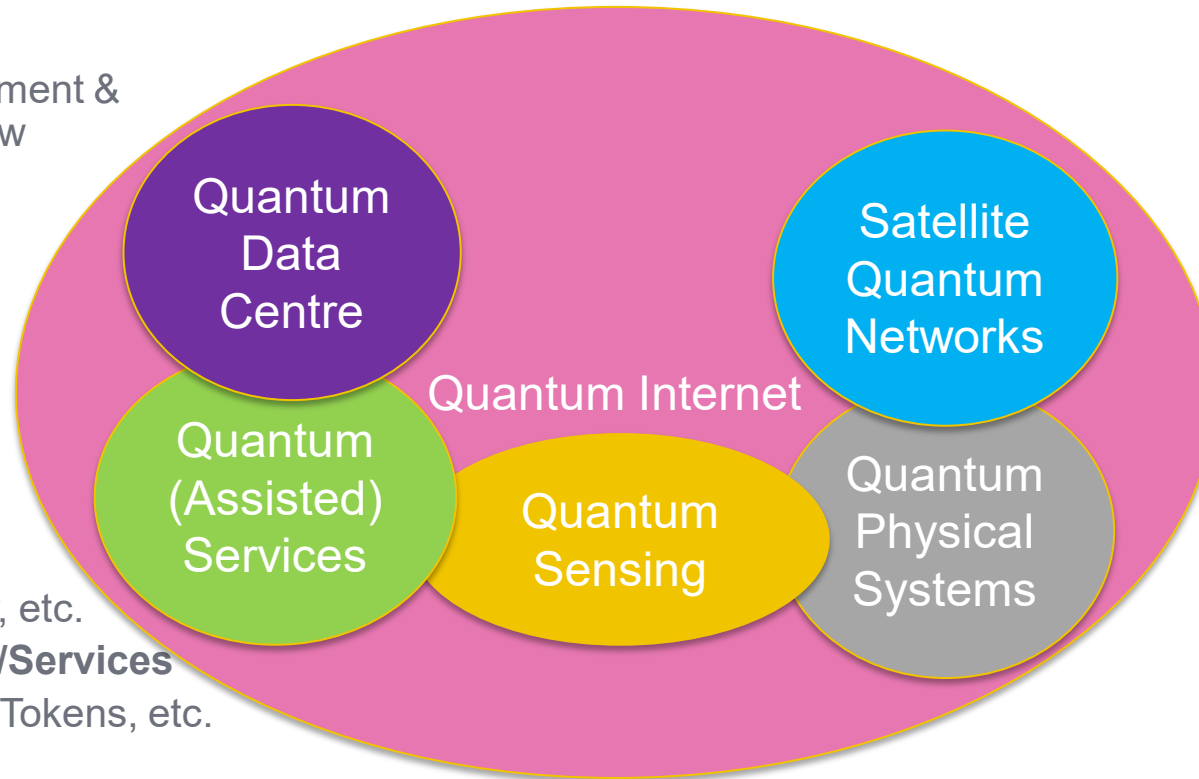 ment &
w
Quantum
Data
Centre
Satellite
Quantum
Networks
Quantum Internet
Quantum
(Assisted)
Services
Quantum
Sensing
Quantum
Physical
Systems
, etc.
/Services
Tokens, etc.